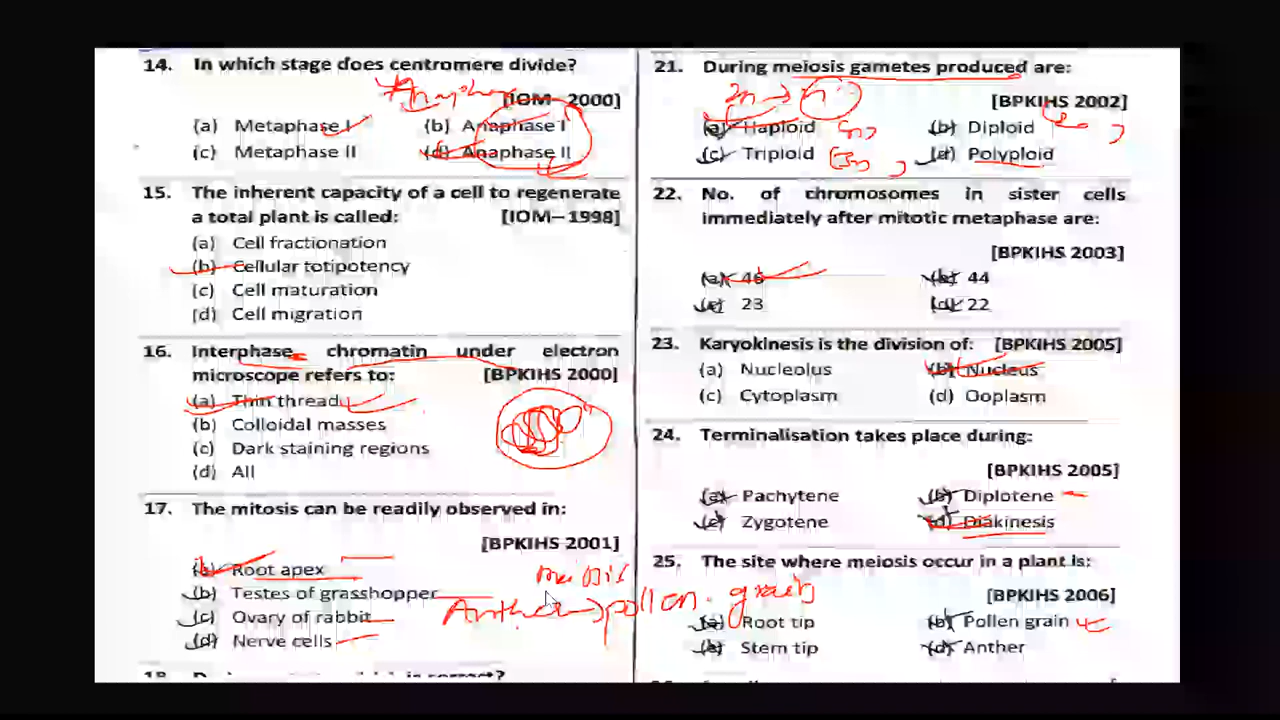 14. In which stage does centromere divide?
Anaphase
[IOM - 2000]
(a) Metaphase I (b) Anaphase I
(c) Metaphase II (d) Anaphase II
15. The inherent capacity of a cell to regenerate
a total plant is called: [IOM-1998]
(a) Cell fractionation
(b) Cellular totipotency
(c) Cell maturation
(d) Cell migration
16. Interphase chromatin under electron
microscope refers to: [BPKIHS 2000]
(a) Thin thread
(b) Colloidal masses
(c) Dark staining regions
(d) All
17. The mitosis can be readily observed in:
[BPKIHS 2001]
(a) Root apex
(b) Testes of grasshopper
(c) Ovary of rabbit
(d) Nerve cells
Anther → pollen grain
21. During meiosis gametes produced are:
2n → n
[BPKIHS 2002]
(a) Haploid (b) Diploid
(c) Triploid (d) Polyploid
22. No. of chromosomes in sister cells
immediately after mitotic metaphase are:
[BPKIHS 2003]
(a) 46 (b) 44
(c) 23 (d) 22
23. Karyokinesis is the division of: [BPKIHS 2005]
(a) Nucleolus (b) Nucleus
(c) Cytoplasm (d) Ooplasm
24. Terminalisation takes place during:
[BPKIHS 2005]
(a) Pachytene (b) Diplotene
(c) Zygotene (d) Diakinesis
25. The site where meiosis occur in a plant is:
[BPKIHS 2006]
(a) Root tip (b) Pollen grain
Stem tip (d) Anther